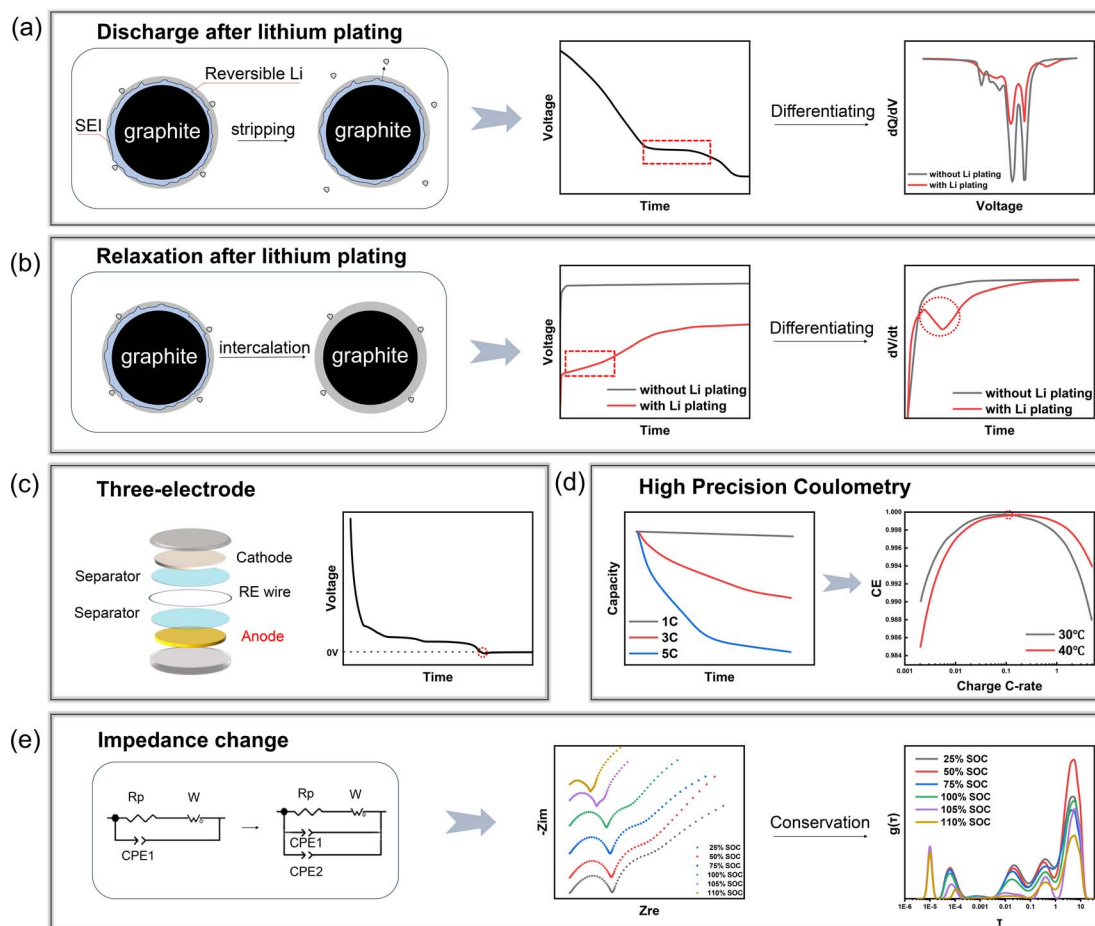 (a)
Discharge after lithium plating
Reversible Li
SEI
graphite
stripping
graphite
Voltage
Time
Differentiating
dQ/dV
without Li plating
with Li plating
Voltage
(b)
Relaxation after lithium plating
graphite
intercalation
graphite
Voltage
without Li plating
with Li plating
Time
Differentiating
dV/dt
without Li plating
with Li plating
Time
(c)
Three-electrode
Cathode
Separator
RE wire
Separator
Anode
Voltage
0V
Time
(d)
High Precision Coulometry
Capacity
1C
3C
5C
Time
CE
1.000
0.998
0.996
0.994
0.992
0.990
0.988
0.986
0.984
30℃
40℃
0.001
0.01
0.1
1
Charge C-rate
(e)
Impedance change
Rp
W
CPE1
Rp
W
CPE1
CPE2
-Zim
25% SOC
50% SOC
75% SOC
100% SOC
105% SOC
110% SOC
Zre
Conservation
g(τ)
25% SOC
50% SOC
75% SOC
100% SOC
105% SOC
110% SOC
1E-6
1E-5
1E-4
0.001
0.01
0.1
1
10
τ